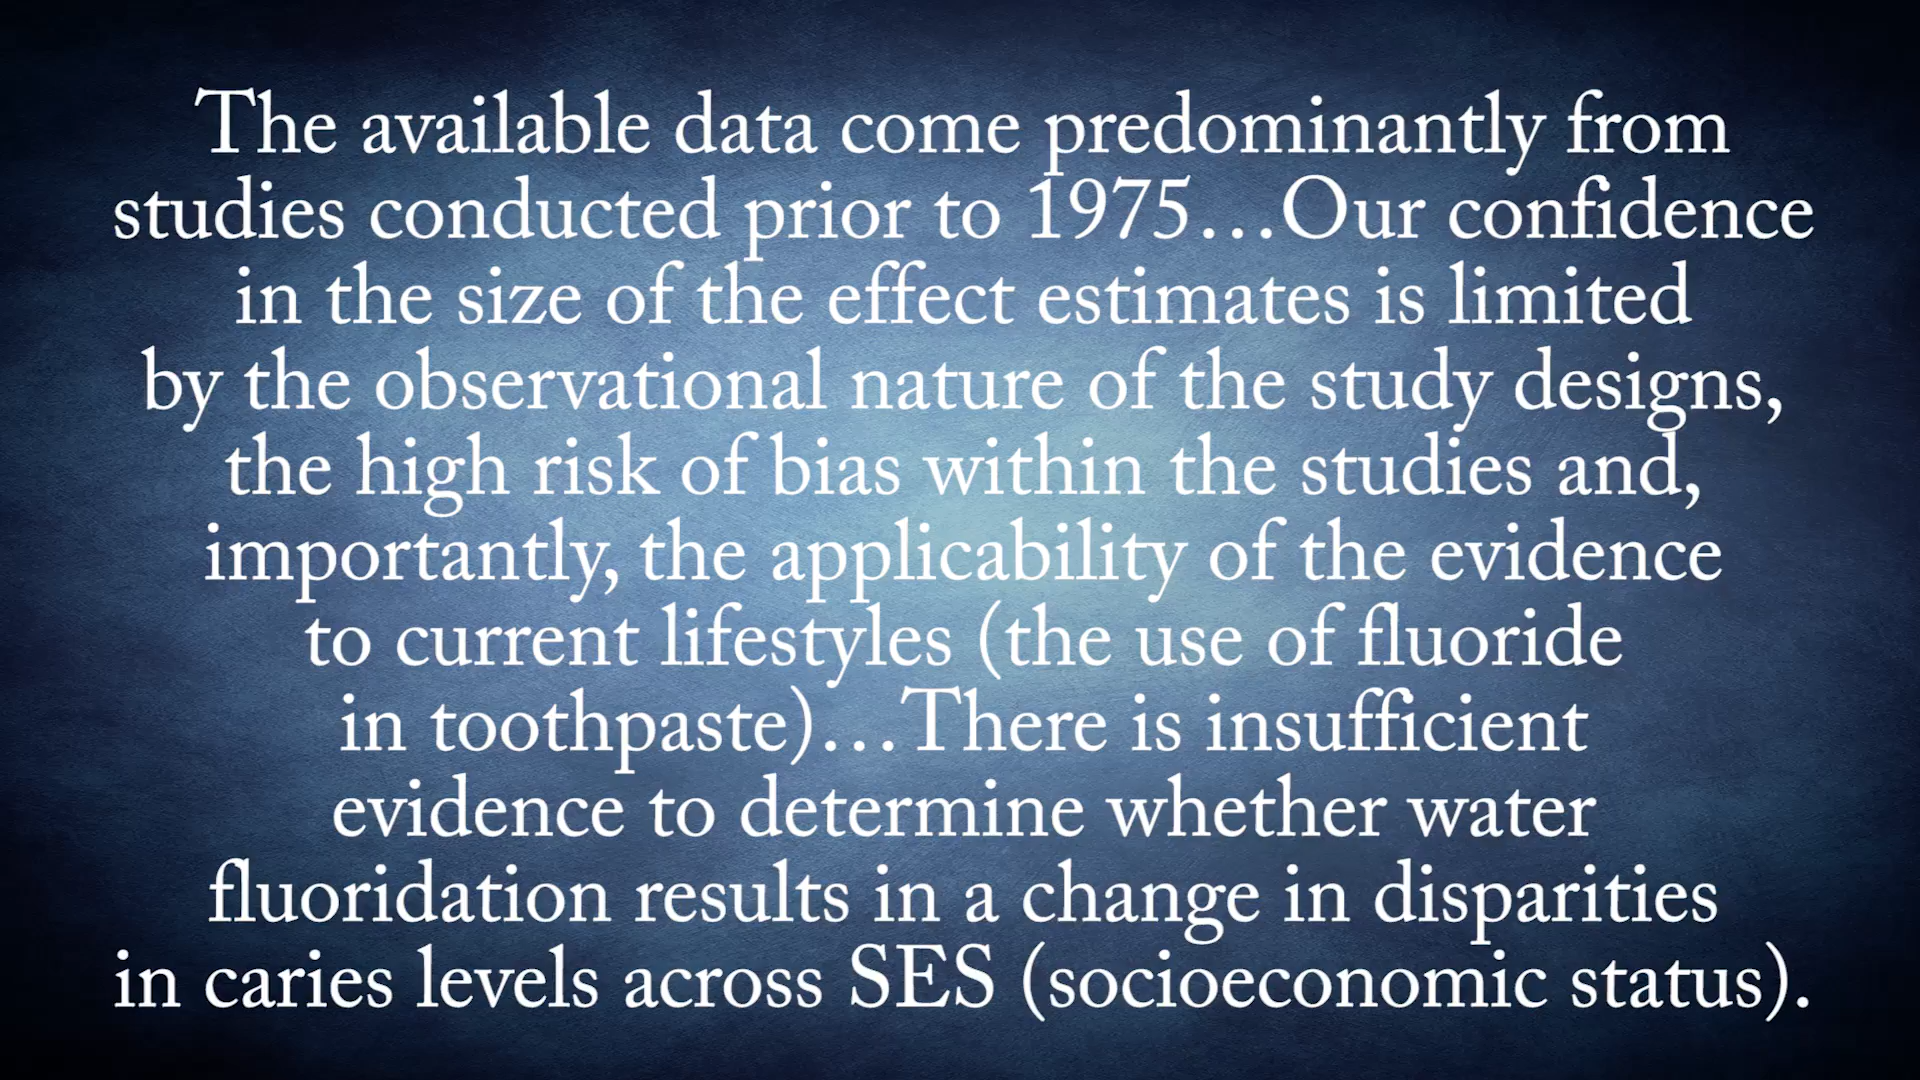 The available data come predominantly from
studies conducted prior to 1975…Our confidence
in the size of the effect estimates is limited
by the observational nature of the study designs,
the high risk of bias within the studies and,
importantly, the applicability of the evidence
to current lifestyles (the use of fluoride
in toothpaste)…There is insufficient
evidence to determine whether water
fluoridation results in a change in disparities
in caries levels across SES (socioeconomic status).